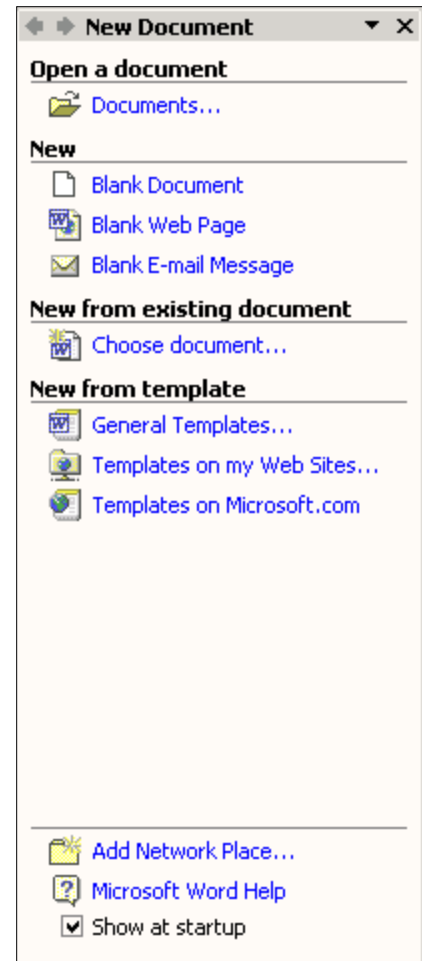 New Document
Open a document
Documents...
New
Blank Document
Blank Web Page
Blank E-mail Message
New from existing document
Choose document...
New from template
General Templates...
Templates on my Web Sites...
Templates on Microsoft.com
Add Network Place...
Microsoft Word Help
Show at startup